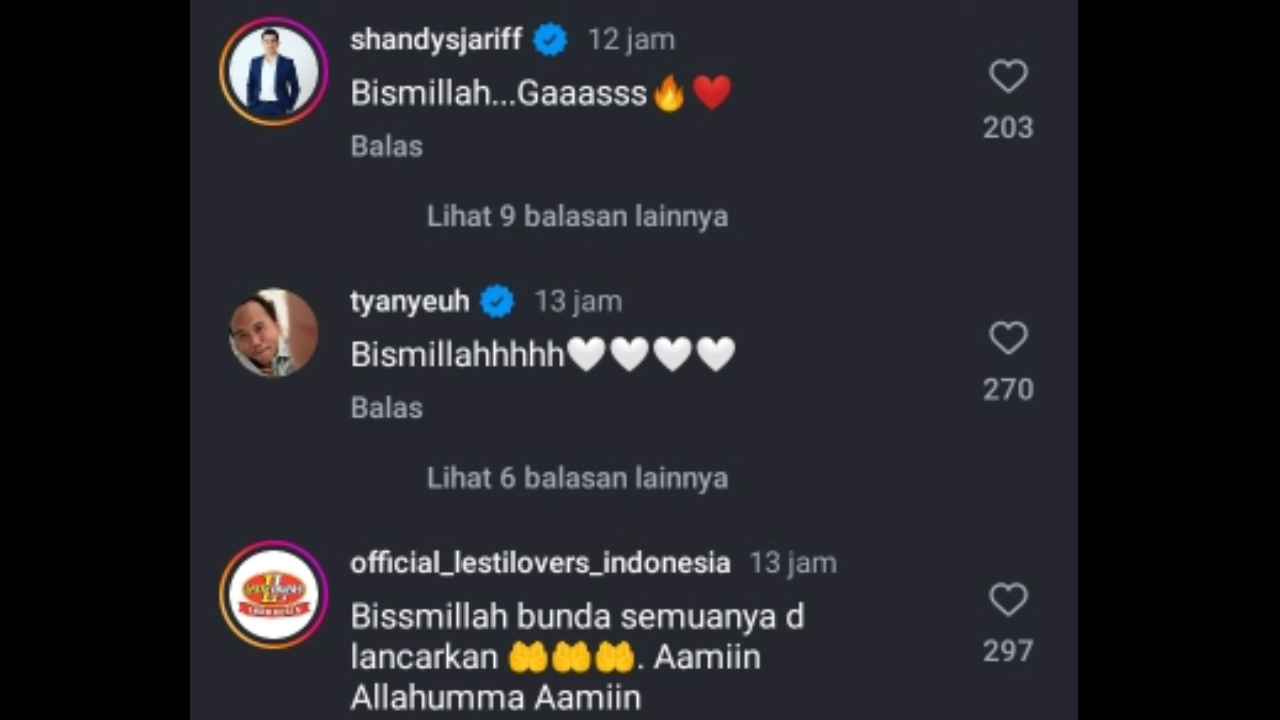 shandysjariff 12 jam
Bismillah...Gaaasss🔥❤️
203
Balas
Lihat 9 balasan lainnya
tyanyeuh 13 jam
Bismillahhhhh🤍🤍🤍🤍
270
Balas
Lihat 6 balasan lainnya
official_lestilovers_indonesia 13 jam
Bissmillah bunda semuanya d
lancarkan 🤲🤲🤲. Aamiin
297
Allahumma Aamiin